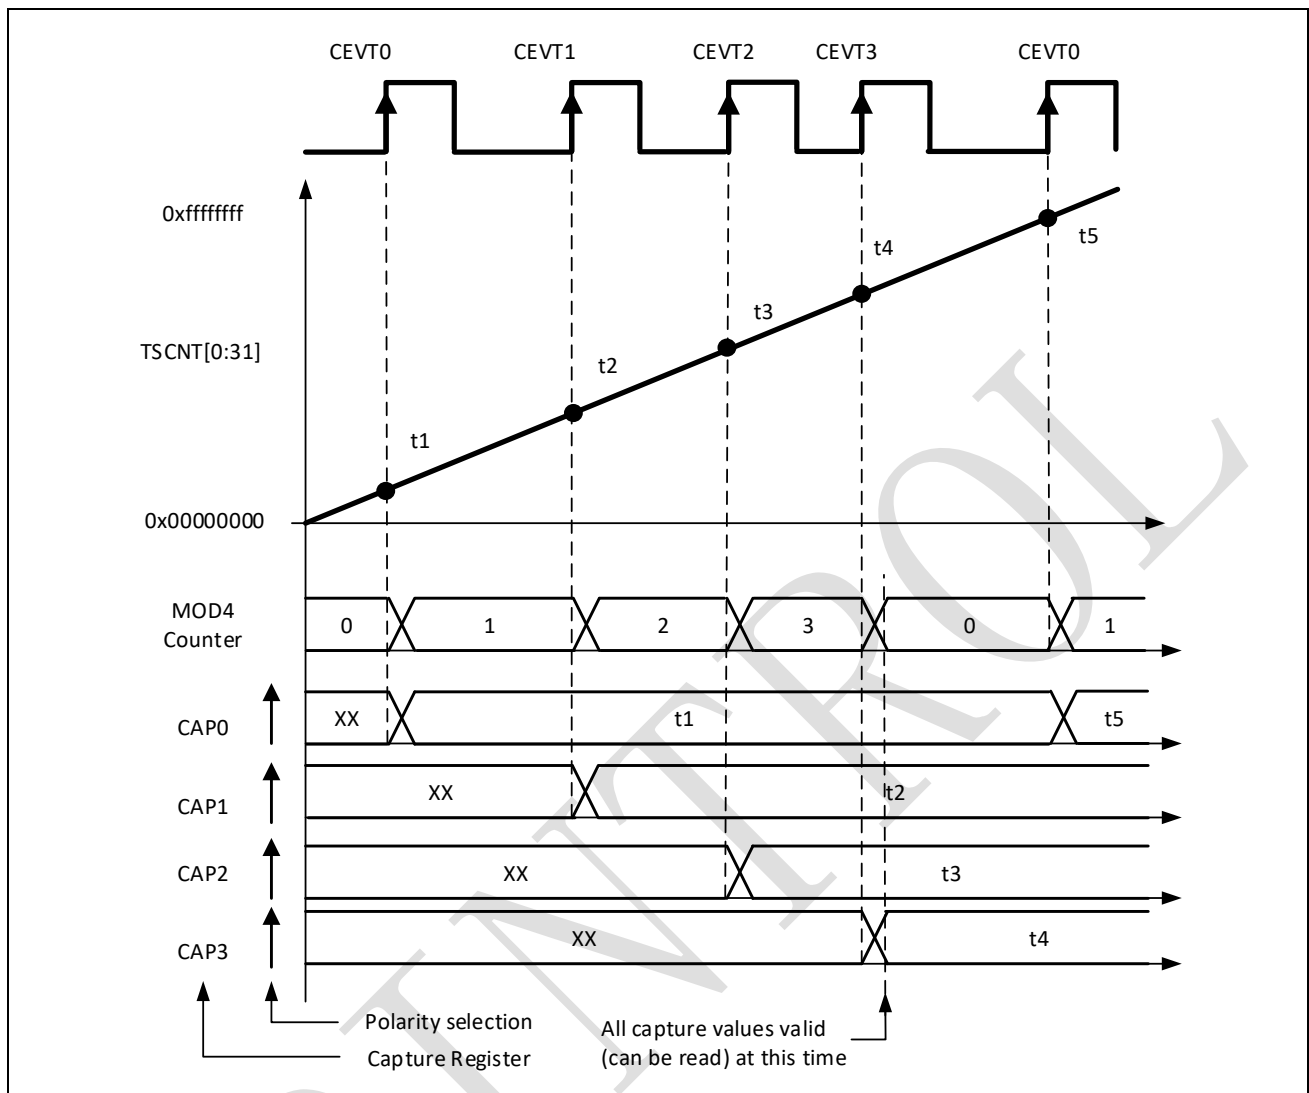 CEVT0 CEVT1 CEVT2 CEVT3 CEVT0
0xffffffff
t5
t4
t3
TSCNT[0:31]
t2
t1
0x00000000
MOD4
Counter
0 1 2 3 0 1
CAP0 XX t1 t5
CAP1 XX t2
CAP2 XX t3
CAP3 XX t4
Polarity selection
Capture Register
All capture values valid
(can be read) at this time
INTROL